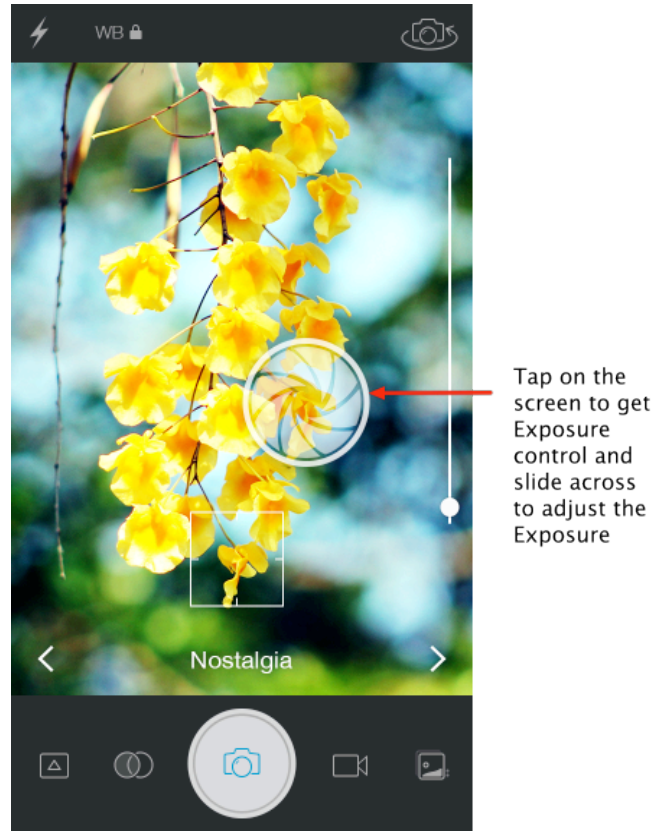 WB
Tap on the
screen to get
Exposure
control and
slide across
to adjust the
Exposure
Nostalgia